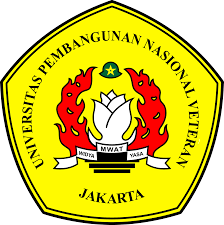 UNIVERSITAS PEMBANGUNAN NASIONAL VETERAN
WIDYA MWAT YASA
JAKARTA